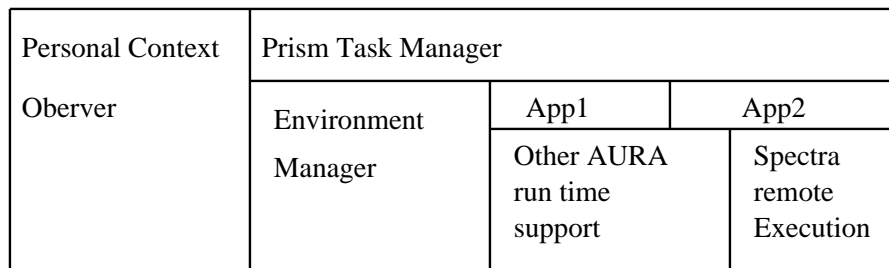 Personal Context
Oberver
Prism Task Manager
Environment
Manager
App1
App2
Other AURA
run time
support
Spectra
remote
Execution